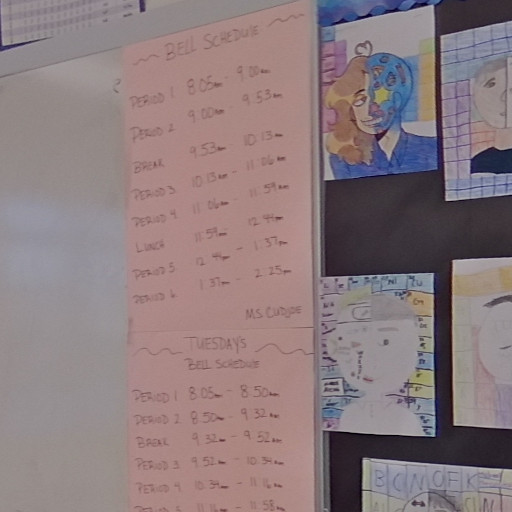 BELL SCHEDULE
PERIOD 1 8:05am - 9:00am
PERIOD 2 9:00am - 9:53am
BREAK 9:53am - 10:13am
PERIOD 3 10:13am - 11:06am
PERIOD 4 11:06am - 11:59am
LUNCH 11:59am - 12:44pm
PERIOD 5 12:44pm - 1:37pm
PERIOD 6 1:37pm - 2:25pm
MS. CUDJOE
TUESDAYS
BELL SCHEDULE
PERIOD 1 8:05am - 8:50am
PERIOD 2 8:50am - 9:32am
BREAK 9:32am - 9:52am
PERIOD 3 9:52am - 10:34am
PERIOD 4 10:34am - 11:16am
PERIOD 5 11:16am - 11:58am